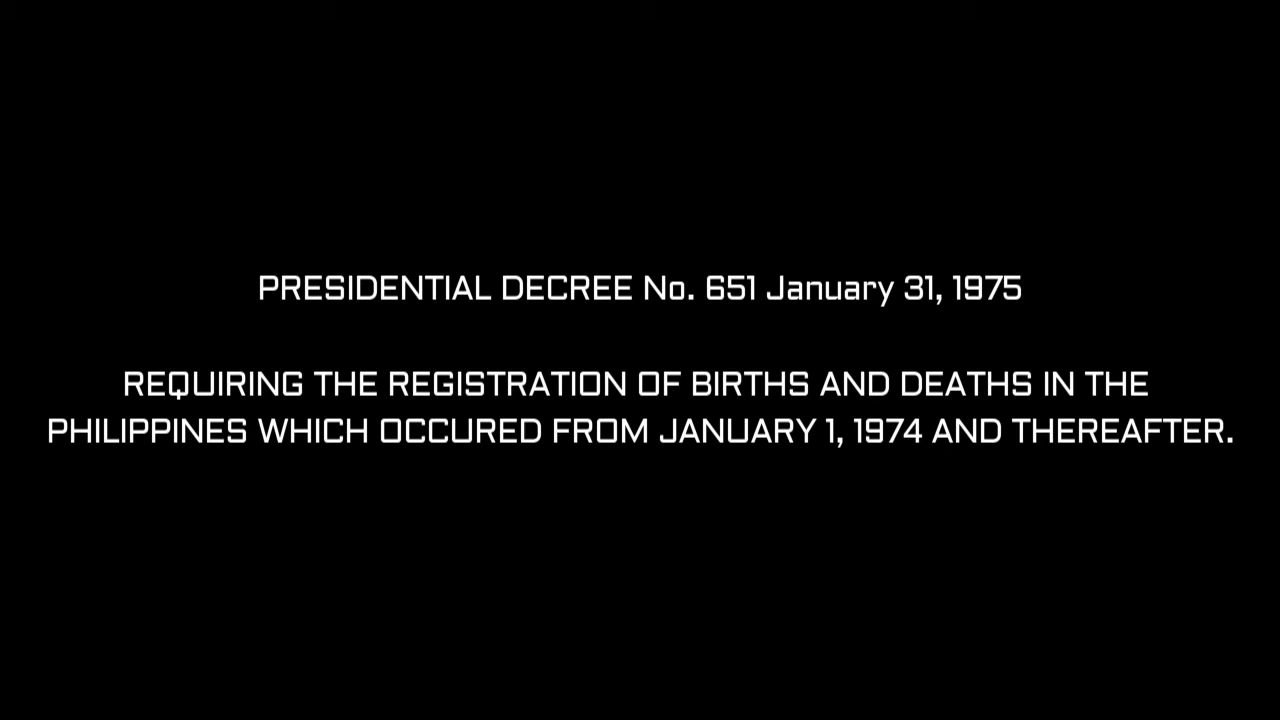 PRESIDENTIAL DECREE No. 651 January 31, 1975
REQUIRING THE REGISTRATION OF BIRTHS AND DEATHS IN THE
PHILIPPINES WHICH OCCURED FROM JANUARY 1, 1974 AND THEREAFTER.